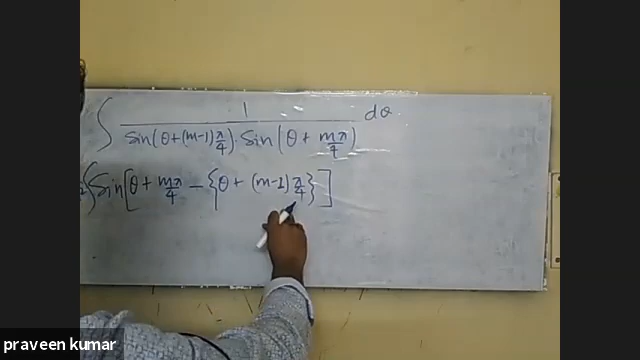 ∫ 1 / (Sin(θ+(m-1)π/4) · Sin(θ + mπ/4)) dθ
∫Sin[θ + mπ/4 - {θ + (m-1)π/4}]
praveen kumar